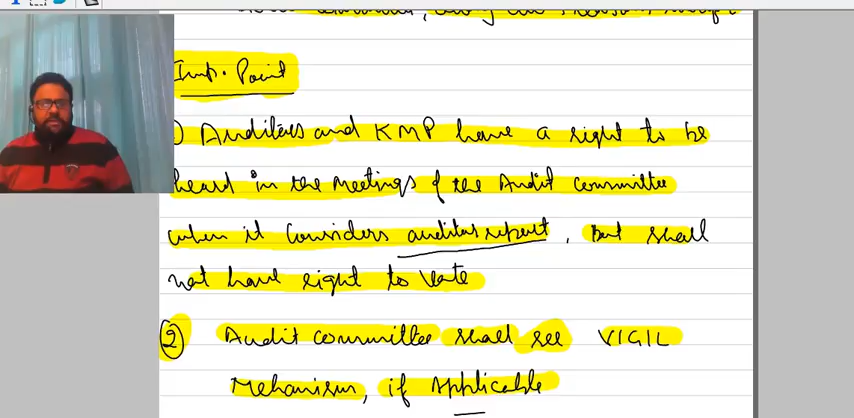 Imp. Point
) Auditors and KMP have a right to be
heard in the meetings of the Audit committee
when it considers auditors report, but shall
not have right to vote
② Audit committee shall see VIGIL
Mechanism, if applicable